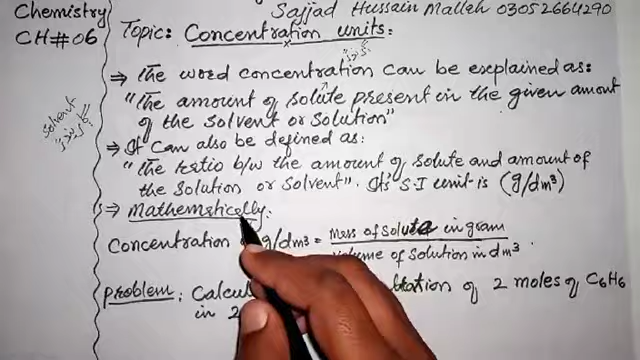 Chemistry
CH#06
Sajjad Hussain Malleh 03052664290
Topic: Concentration units:
⇒ The word concentration can be explained as:
"The amount of solute present in the given amount
of the solvent or solution"
Solvent
⇒ It can also be defined as:
"The ratio b/w the amount of solute and amount of
the solution or solvent". It's S.I unit is (g/dm³)
⇒ Mathematically:
Concentration g/dm³ = Mass of solute in gram
volume of solution in dm³.
Problem: Calcul of 2 moles of C6H6
in 2